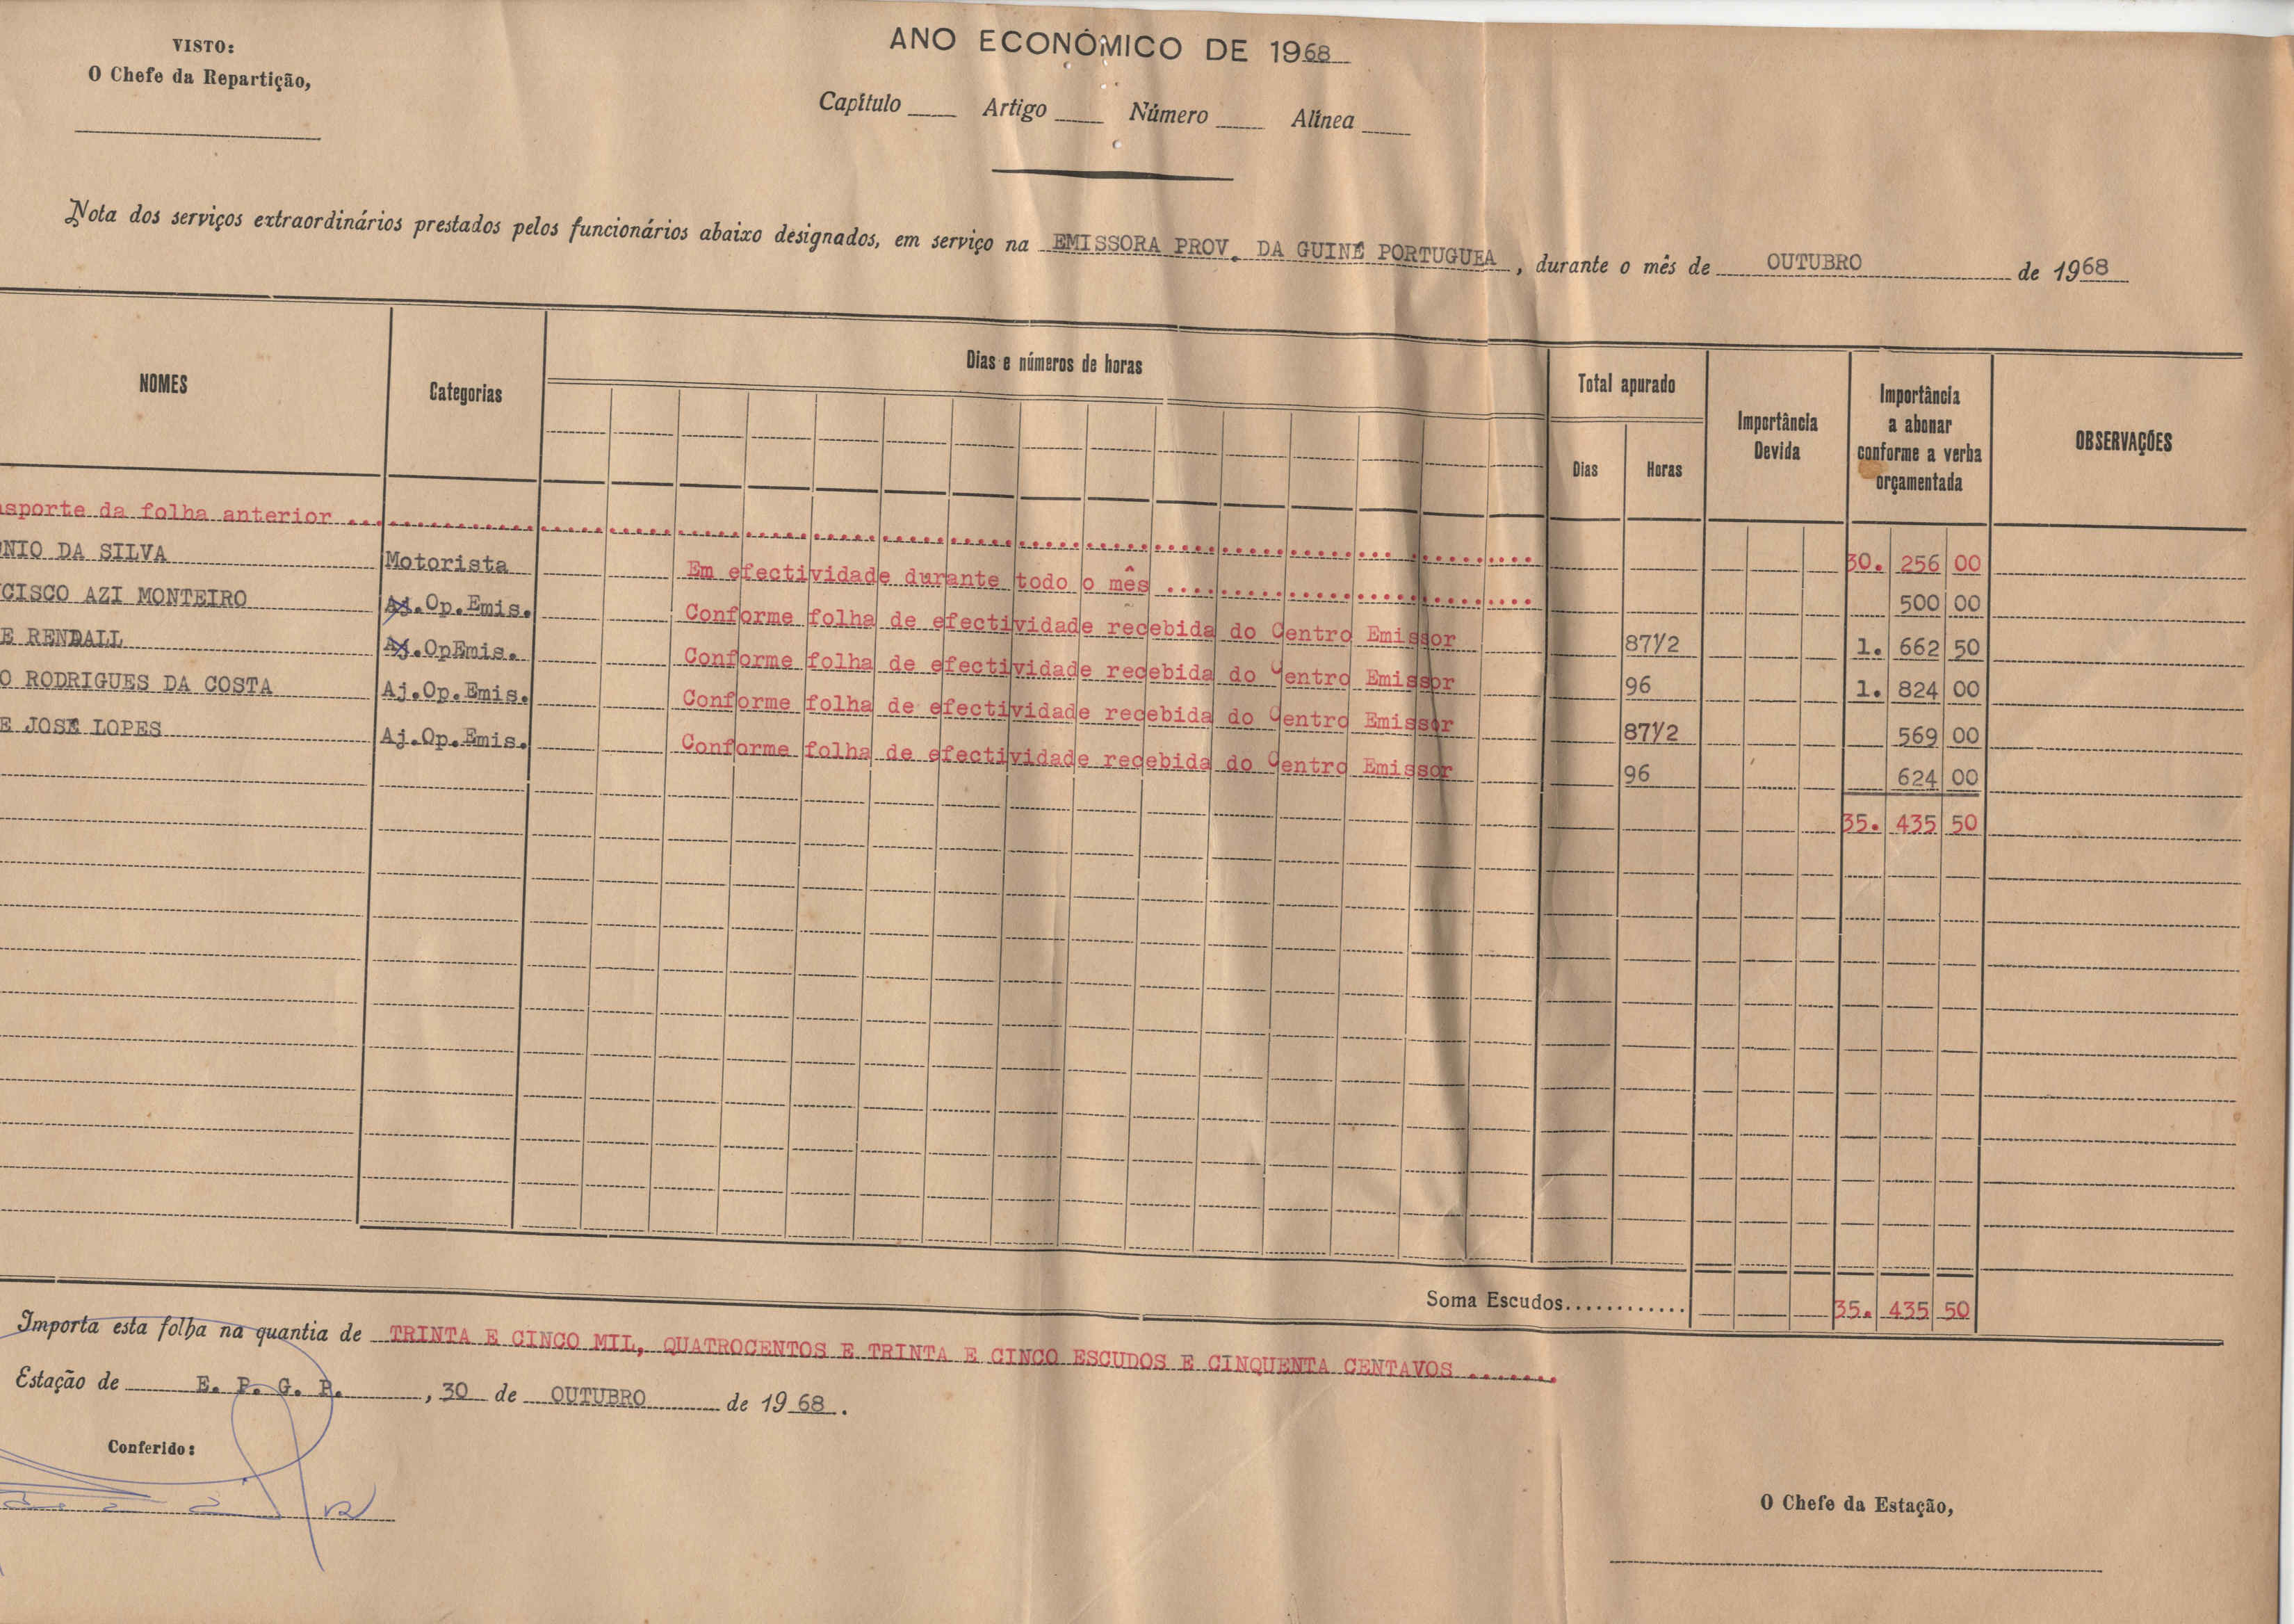 VISTO:
O Chefe da Repartição,
ANO ECONÓMICO DE 1968
Capítulo Artigo Número Alínea
Nota dos serviços extraordinários prestados pelos funcionários abaixo designados, em serviço na EMISSORA PROV. DA GUINÉ PORTUGUEA, durante o mês de OUTUBRO de 1968
NOMES Categorias Dias e números de horas Total apurado Dias Horas Importância Devida Importância a abonar conforme a verba orçamentada OBSERVAÇÕES
nsporte da folha anterior ... 30. 256 00
NIO DA SILVA Motorista Em efectividade durante todo o mês ... 500 00
CISCO AZI MONTEIRO Aj.Op.Emis. Conforme folha de efectividade recebida do Centro Emissor 871/2 1. 662 50
E RENDALL Aj.OpEmis. Conforme folha de efectividade recebida do Centro Emissor 96 1. 824 00
O RODRIGUES DA COSTA Aj.Op.Emis. Conforme folha de efectividade recebida do Centro Emissor 871/2 569 00
E JOSÉ LOPES Aj.Op.Emis. Conforme folha de efectividade recebida do Centro Emissor 96 624 00
35. 435 50
Soma Escudos............ 35. 435 50
Importa esta folha na quantia de TRINTA E CINCO MIL, QUATROCENTOS E TRINTA E CINCO ESCUDOS E CINQUENTA CENTAVOS .......
Estação de E. P. G. P. , 30 de OUTUBRO de 1968.
Conferido:
O Chefe da Estação,